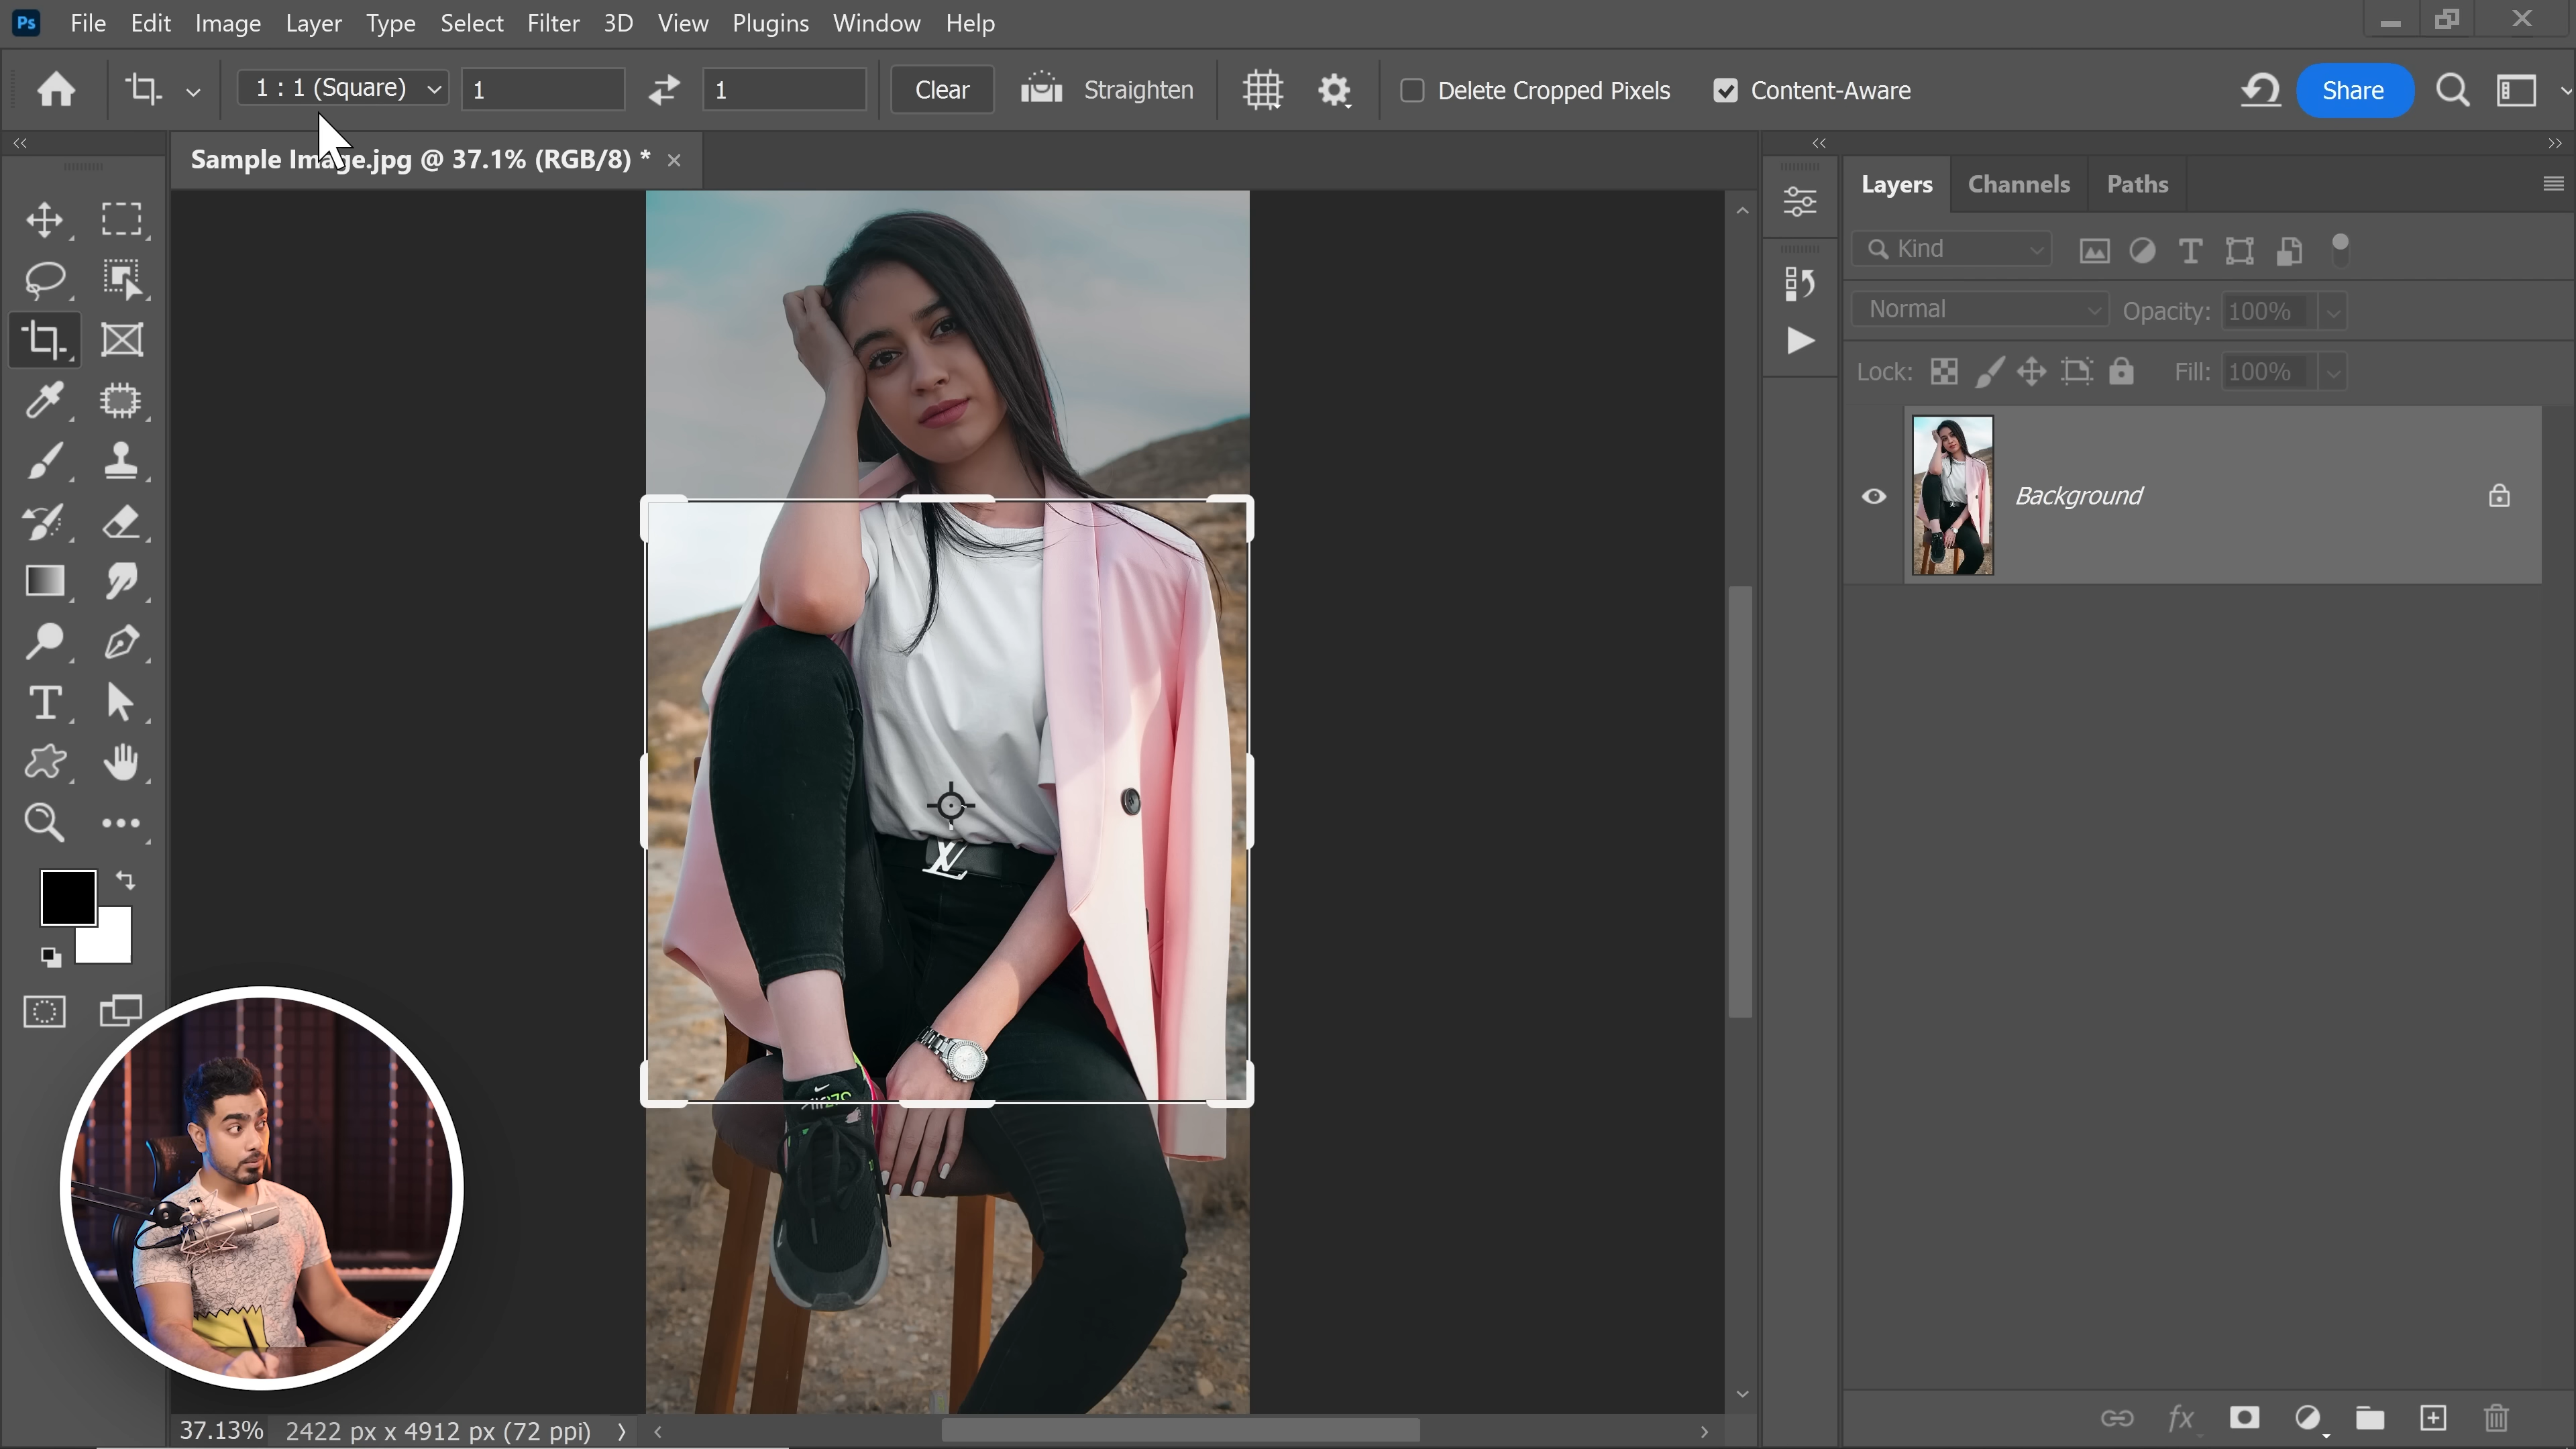 Ps File Edit Image Layer Type Select Filter 3D View Plugins Window Help
1 : 1 (Square) 1 1 Clear Straighten Delete Cropped Pixels Content-Aware Share
Sample Image.jpg @ 37.1% (RGB/8) *
Layers Channels Paths
Kind
Normal Opacity: 100%
Lock: Fill: 100%
Background
37.13% 2422 px x 4912 px (72 ppi)
fx